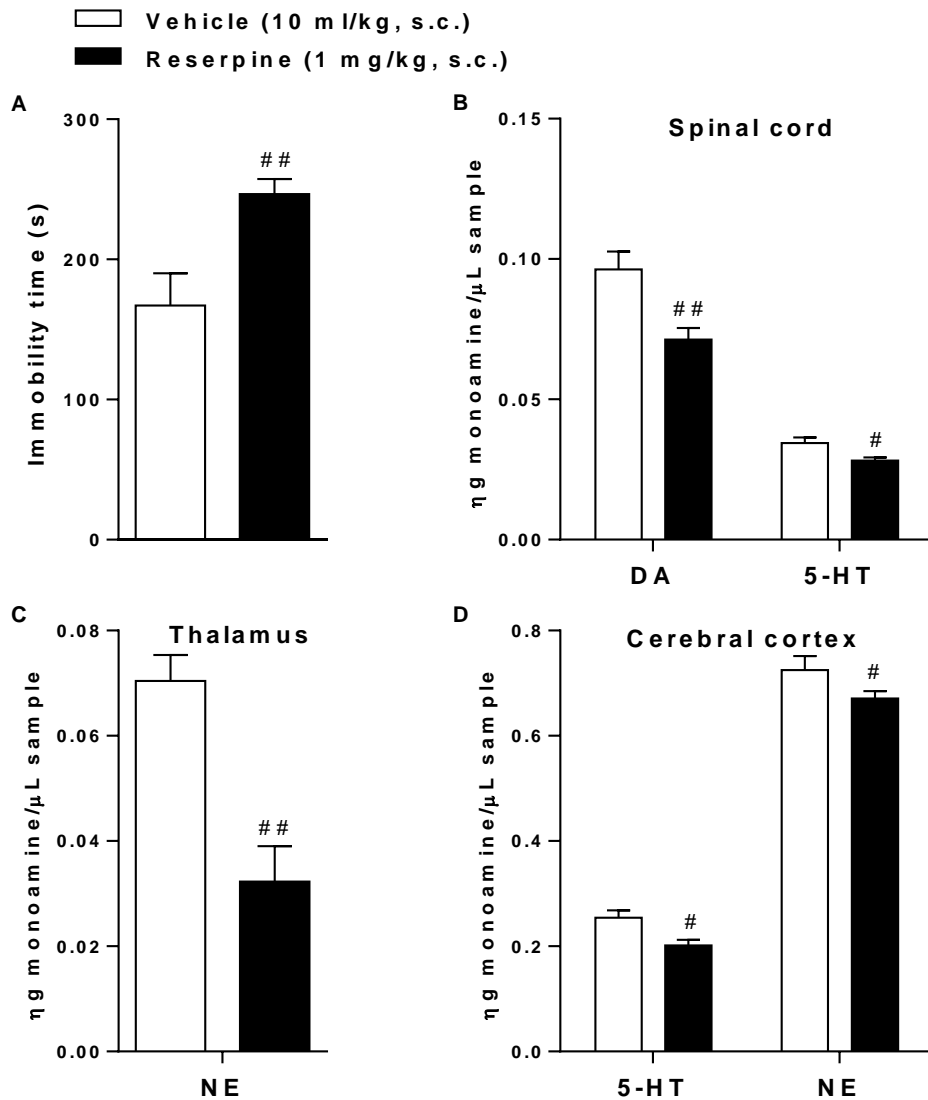 Vehicle (10 ml/kg, s.c.)
Reserpine (1 mg/kg, s.c.)
A
Immobility time (s)
300
200
100
0
##
B
Spinal cord
ηg monoamine/μL sample
0.15
0.10
0.05
0.00
##
#
DA
5-HT
C
Thalamus
ηg monoamine/μL sample
0.08
0.06
0.04
0.02
0.00
##
NE
D
Cerebral cortex
ηg monoamine/μL sample
0.8
0.6
0.4
0.2
0.0
#
#
5-HT
NE